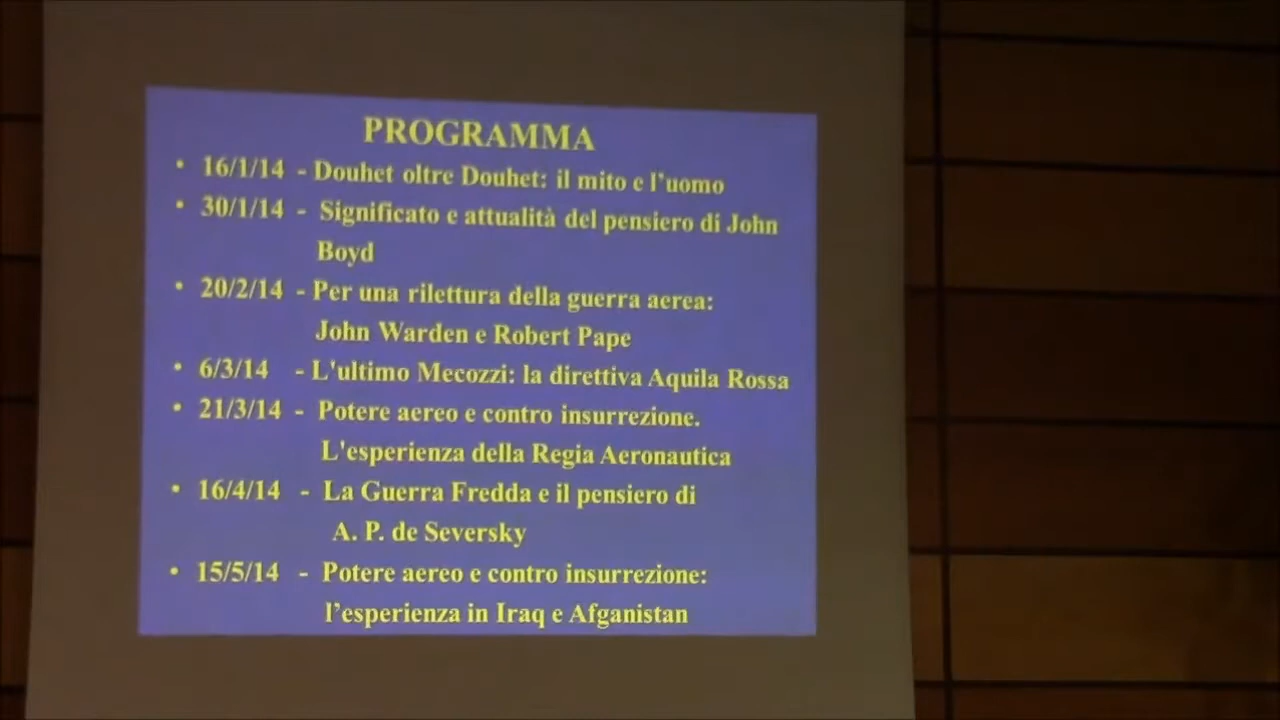 PROGRAMMA
• 16/1/14 - Douhet oltre Douhet: il mito e l'uomo
• 30/1/14 - Significato e attualità del pensiero di John
Boyd
• 20/2/14 - Per una rilettura della guerra aerea:
John Warden e Robert Pape
• 6/3/14 - L'ultimo Mecozzi: la direttiva Aquila Rossa
• 21/3/14 - Potere aereo e contro insurrezione.
L'esperienza della Regia Aeronautica
• 16/4/14 - La Guerra Fredda e il pensiero di
A. P. de Seversky
• 15/5/14 - Potere aereo e contro insurrezione:
l'esperienza in Iraq e Afganistan